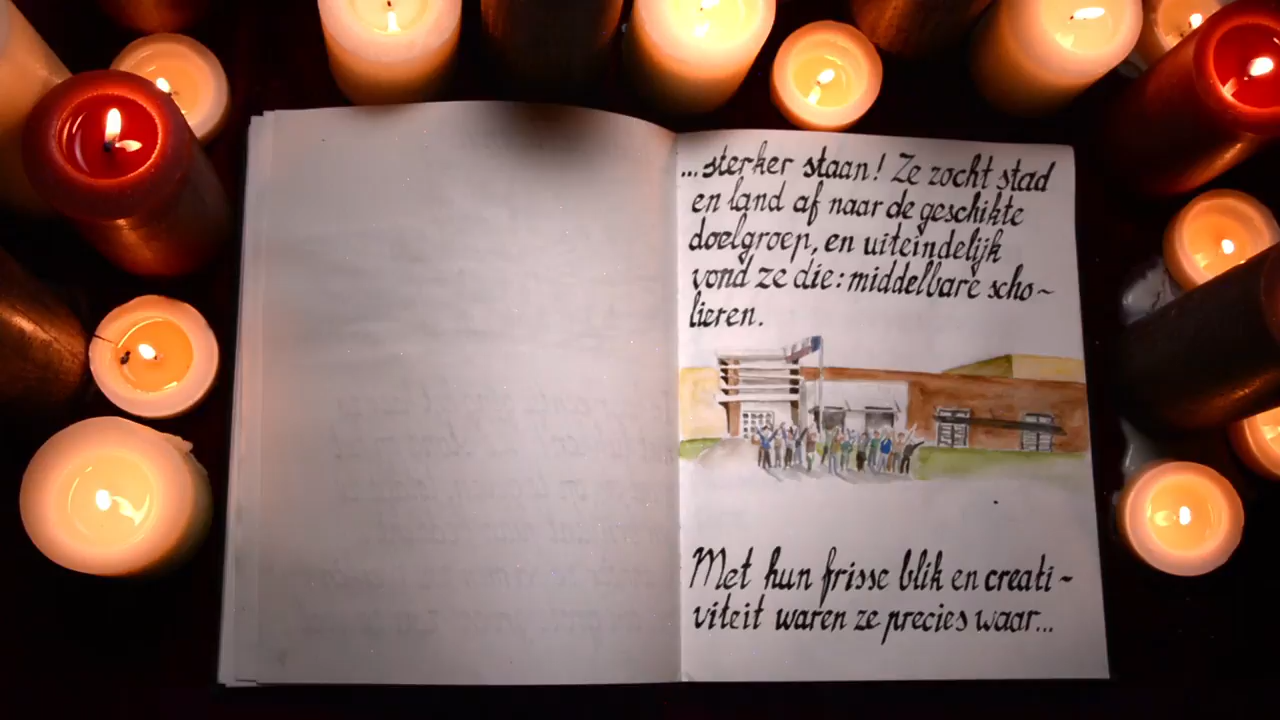 ...sterker staan! Ze zocht stad
en land af naar de geschikte
doelgroep, en uiteindelijk
vond ze die: middelbare scho~
lieren.
Met hun frisse blik en creati~
viteit waren ze precies waar...